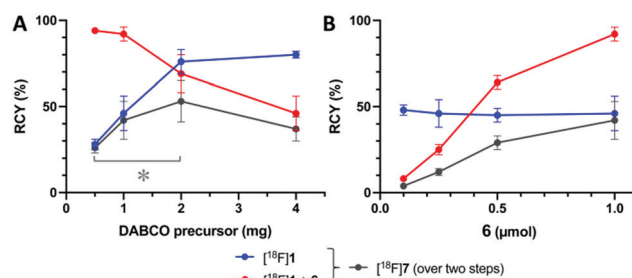 A
B
100
50
0
RCY (%)
0 1 2 3 4
DABCO precursor (mg)
*
100
50
0
RCY (%)
0.0 0.5 1.0
6 (µmol)
[¹⁸F]1
[¹⁸F]7 (over two steps)